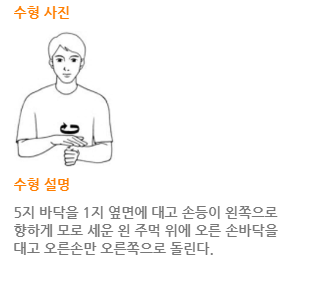 수형 사진
수형 설명
5지 바닥을 1지 옆면에 대고 손등이 왼쪽으로
향하게 모로 세운 왼 주먹 위에 오른 손바닥을
대고 오른손만 오른쪽으로 돌린다.